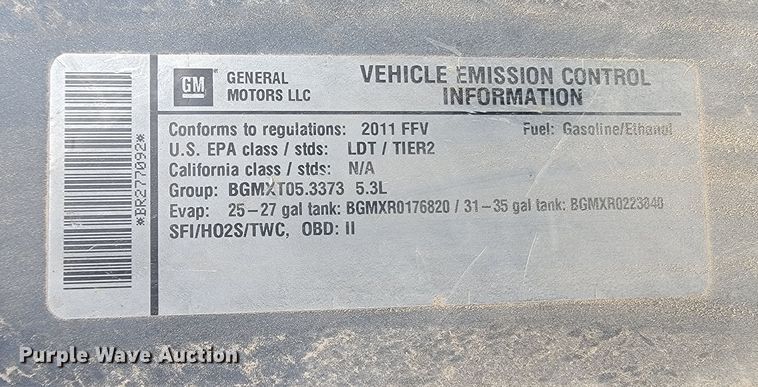 *BR277092*
GM
GENERAL
MOTORS LLC
VEHICLE EMISSION CONTROL
INFORMATION
Conforms to regulations: 2011 FFV
Fuel: Gasoline/Ethanol
U.S. EPA class / stds: LDT / TIER2
California class / stds: N/A
Group: BGMXT05.3373 5.3L
Evap: 25-27 gal tank: BGMXR0176820 / 31-35 gal tank: BGMXR0223840
SFI/HO2S/TWC, OBD: II
Purple Wave Auction